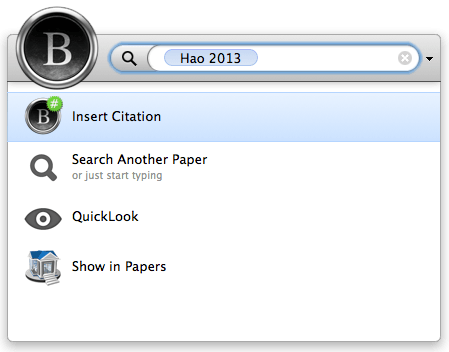 B
Hao 2013
B
#
Insert Citation
Search Another Paper
or just start typing
QuickLook
Show in Papers